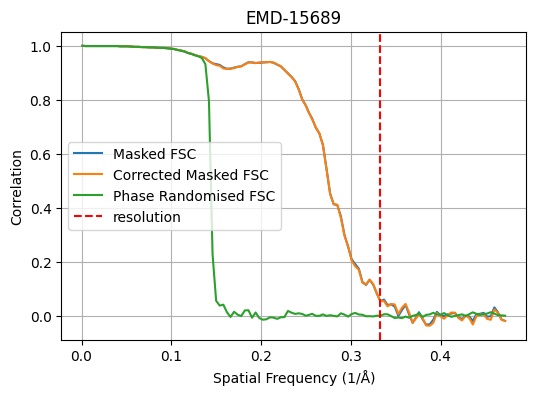 EMD-15689
1.0
0.8
0.6
0.4
0.2
0.0
Correlation
Masked FSC
Corrected Masked FSC
Phase Randomised FSC
resolution
0.0 0.1 0.2 0.3 0.4
Spatial Frequency (1/Å)